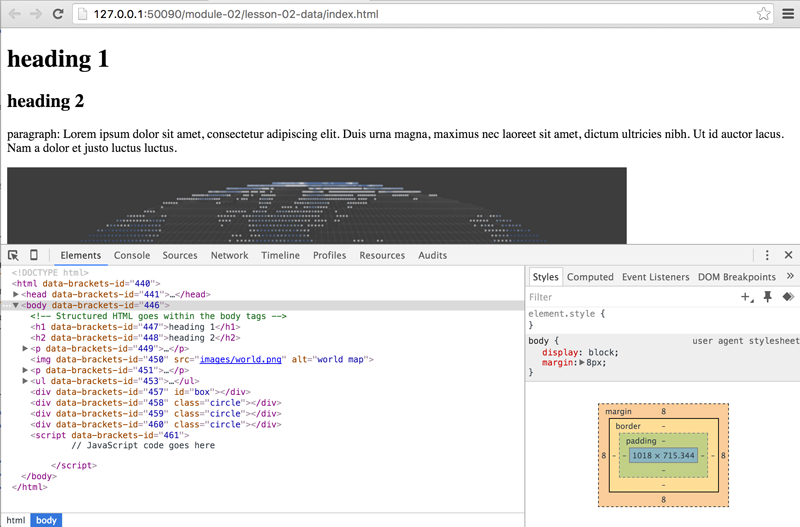 127.0.0.1:50090/module-02/lesson-02-data/index.html
heading 1
heading 2
paragraph: Lorem ipsum dolor sit amet, consectetur adipiscing elit. Duis urna magna, maximus nec laoreet sit amet, dictum ultricies nibh. Ut id auctor lacus.
Nam a dolor et justo luctus luctus.
Elements Console Sources Network Timeline Profiles Resources Audits
<!DOCTYPE html>
<html data-brackets-id="440">
<head data-brackets-id="441">…</head>
<body data-brackets-id="446">
<!-- Structured HTML goes within the body tags -->
<h1 data-brackets-id="447">heading 1</h1>
<h2 data-brackets-id="448">heading 2</h2>
<p data-brackets-id="449">…</p>
<img data-brackets-id="450" src="images/world.png" alt="world map">
<p data-brackets-id="451">…</p>
<ul data-brackets-id="453">…</ul>
<div data-brackets-id="457" id="box"></div>
<div data-brackets-id="458" class="circle"></div>
<div data-brackets-id="459" class="circle"></div>
<div data-brackets-id="460" class="circle"></div>
<script data-brackets-id="461">
// JavaScript code goes here
</script>
</body>
</html>
html body
Styles Computed Event Listeners DOM Breakpoints »
Filter
element.style {
}
body { user agent stylesheet
display: block;
margin: 8px;
}
margin 8
border -
padding -
8 - - 1018 × 715.344 - - 8
-
-
8